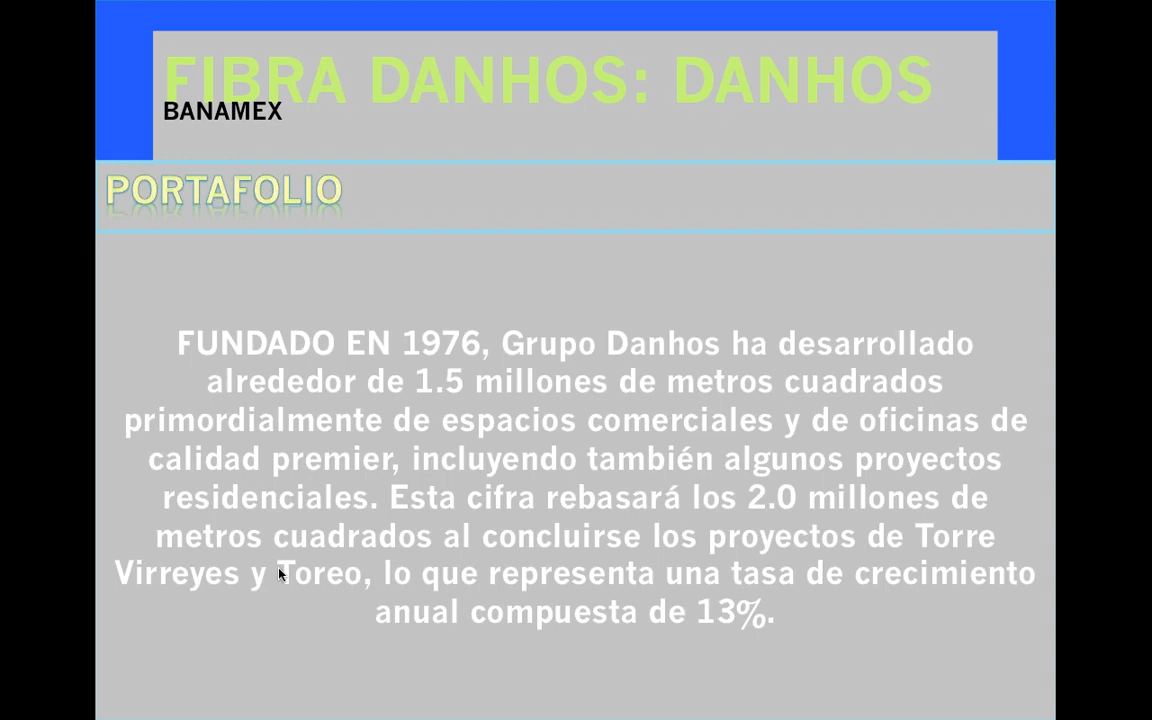 FIBRA DANHOS: DANHOS
BANAMEX
PORTAFOLIO
FUNDADO EN 1976, Grupo Danhos ha desarrollado
alrededor de 1.5 millones de metros cuadrados
primordialmente de espacios comerciales y de oficinas de
calidad premier, incluyendo también algunos proyectos
residenciales. Esta cifra rebasará los 2.0 millones de
metros cuadrados al concluirse los proyectos de Torre
Virreyes y Toreo, lo que representa una tasa de crecimiento
anual compuesta de 13%.